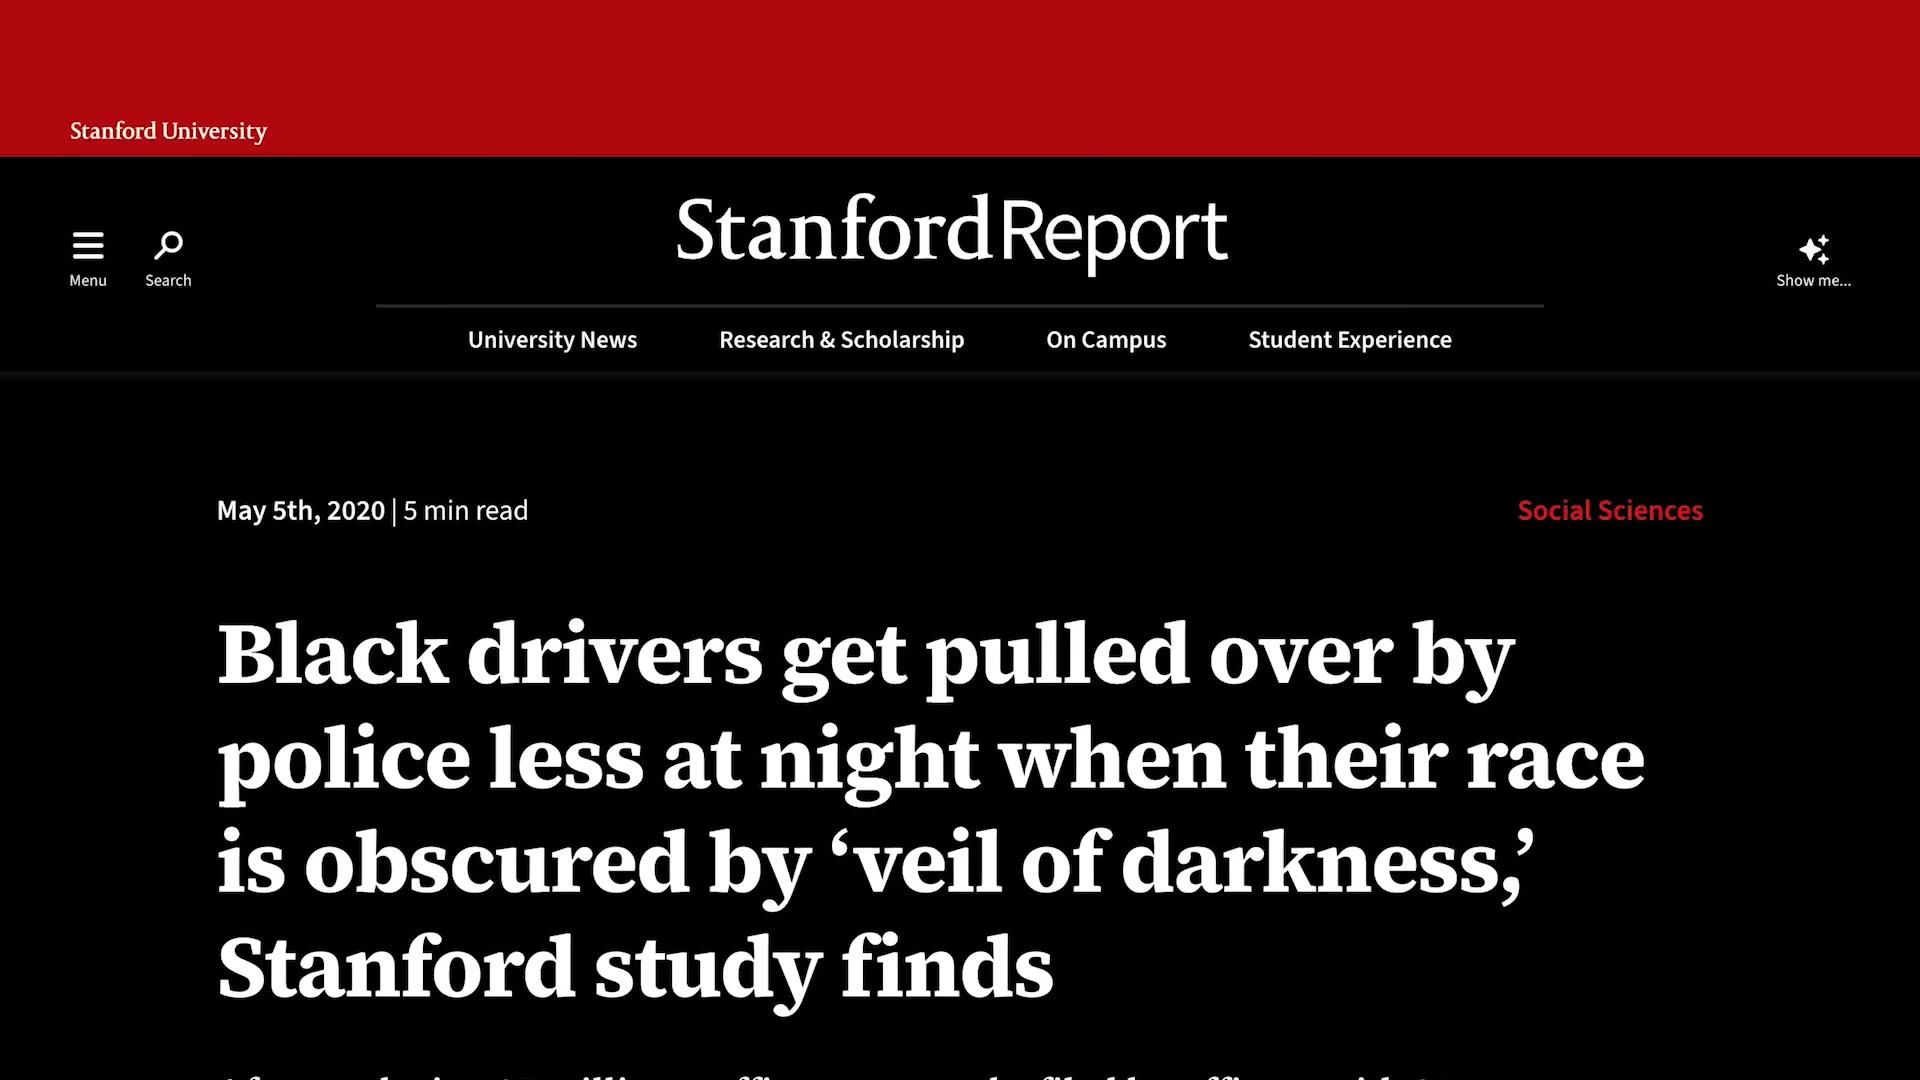 Stanford University
Menu
Search
StanfordReport
Show me...
University News Research & Scholarship On Campus Student Experience
May 5th, 2020 | 5 min read
Social Sciences
Black drivers get pulled over by
police less at night when their race
is obscured by ‘veil of darkness,’
Stanford study finds